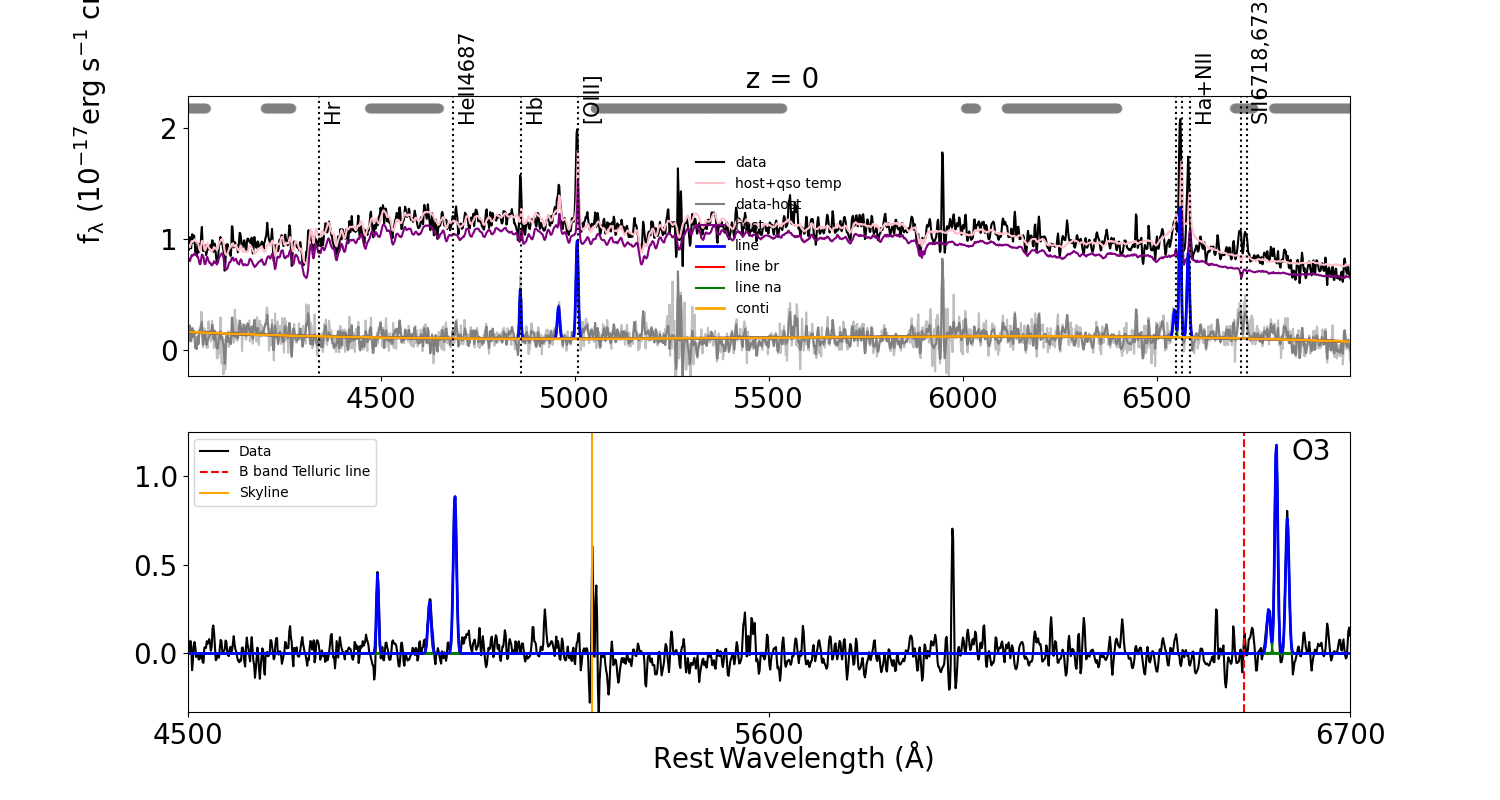 z = 0
f_λ (10^−17 erg s^−1 c
Hr
HeII4687
Hb
[OIII]
Ha+NII
SII6718,673
2
1
0
data
host+qso temp
data-host
line
line br
line na
conti
4500
5000
5500
6000
6500
Data
B band Telluric line
Skyline
O3
1.0
0.5
0.0
4500
5600
6700
Rest Wavelength (Å)